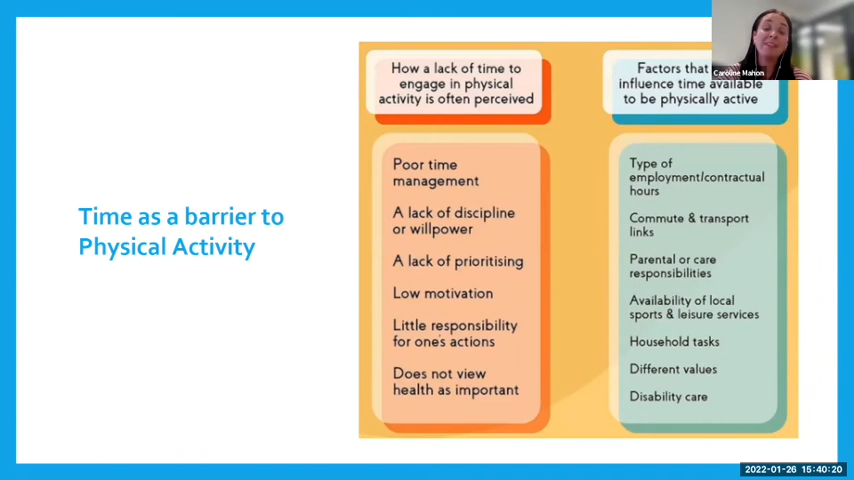 Caroline Mahon
How a lack of time to
engage in physical
activity is often perceived
Factors that
influence time available
to be physically active
Time as a barrier to
Physical Activity
Poor time
management
A lack of discipline
or willpower
A lack of prioritising
Low motivation
Little responsibility
for one's actions
Does not view
health as important
Type of
employment/contractual
hours
Commute & transport
links
Parental or care
responsibilities
Availability of local
sports & leisure services
Household tasks
Different values
Disability care
2022-01-26 15:40:20